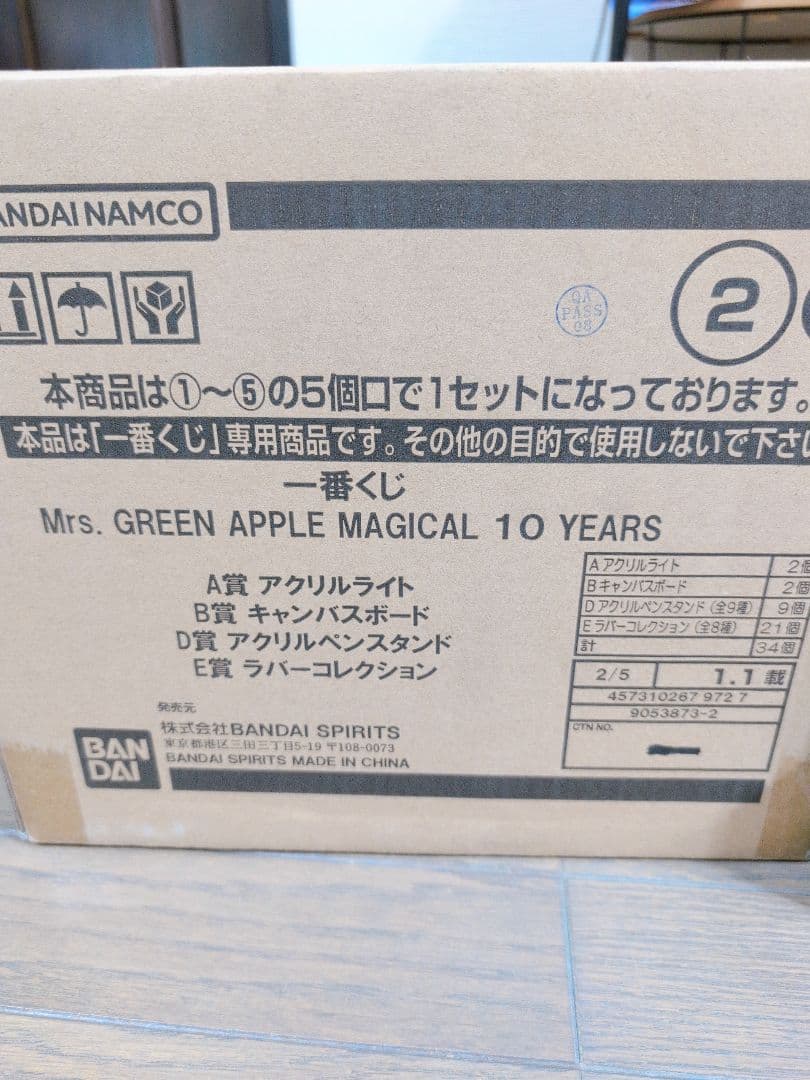 ANDAI NAMCO
QA
PASS
08
2
本商品は①~⑤の5個口で1セットになっております。
本品は「一番くじ」専用商品です。その他の目的で使用しないで下さい
一番くじ
Mrs. GREEN APPLE MAGICAL 10 YEARS
A賞 アクリルライト
B賞 キャンバスボード
D賞 アクリルペンスタンド
E賞 ラバーコレクション
A アクリルライト 2個
B キャンバスボード 2個
D アクリルペンスタンド (全9種) 9個
E ラバーコレクション (全8種) 21個
計 34個
2/5 1.1 載
457310267 972 7
9053873-2
CTN NO.
発売元
株式会社BANDAI SPIRITS
東京都港区三田三丁目5-19 〒108-0073
BANDAI SPIRITS MADE IN CHINA
BAN
DAI